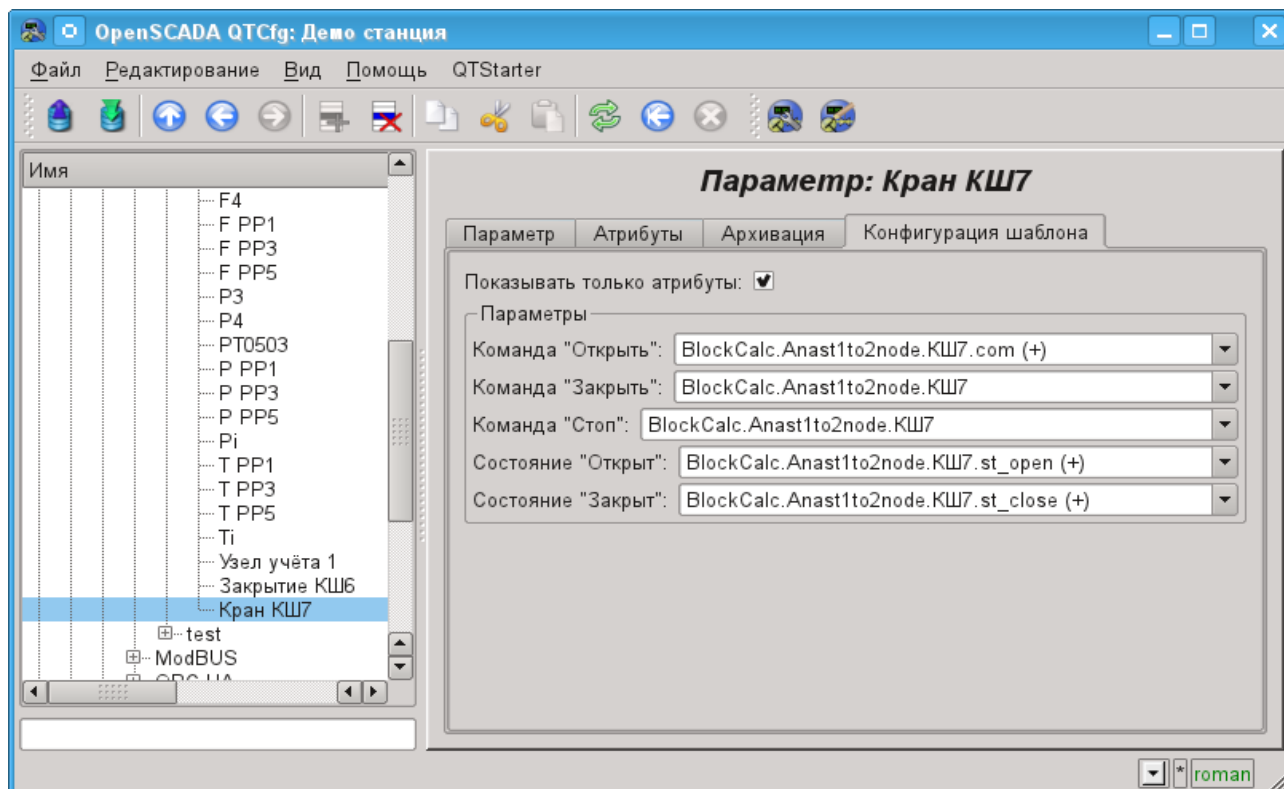 OpenSCADA QTCfg: Демо станция
Файл Редактирование Вид Помощь QTStarter
Имя
F4
F PP1
F PP3
F PP5
P3
P4
PT0503
P PP1
P PP3
P PP5
Pi
T PP1
T PP3
T PP5
Ti
Узел учёта 1
Закрытие КШ6
Кран КШ7
test
ModBUS
Параметр: Кран КШ7
Параметр Атрибуты Архивация Конфигурация шаблона
Показывать только атрибуты:
Параметры
Команда "Открыть": BlockCalc.Anast1to2node.КШ7.com (+)
Команда "Закрыть": BlockCalc.Anast1to2node.КШ7
Команда "Стоп": BlockCalc.Anast1to2node.КШ7
Состояние "Открыт": BlockCalc.Anast1to2node.КШ7.st_open (+)
Состояние "Закрыт": BlockCalc.Anast1to2node.КШ7.st_close (+)
* roman